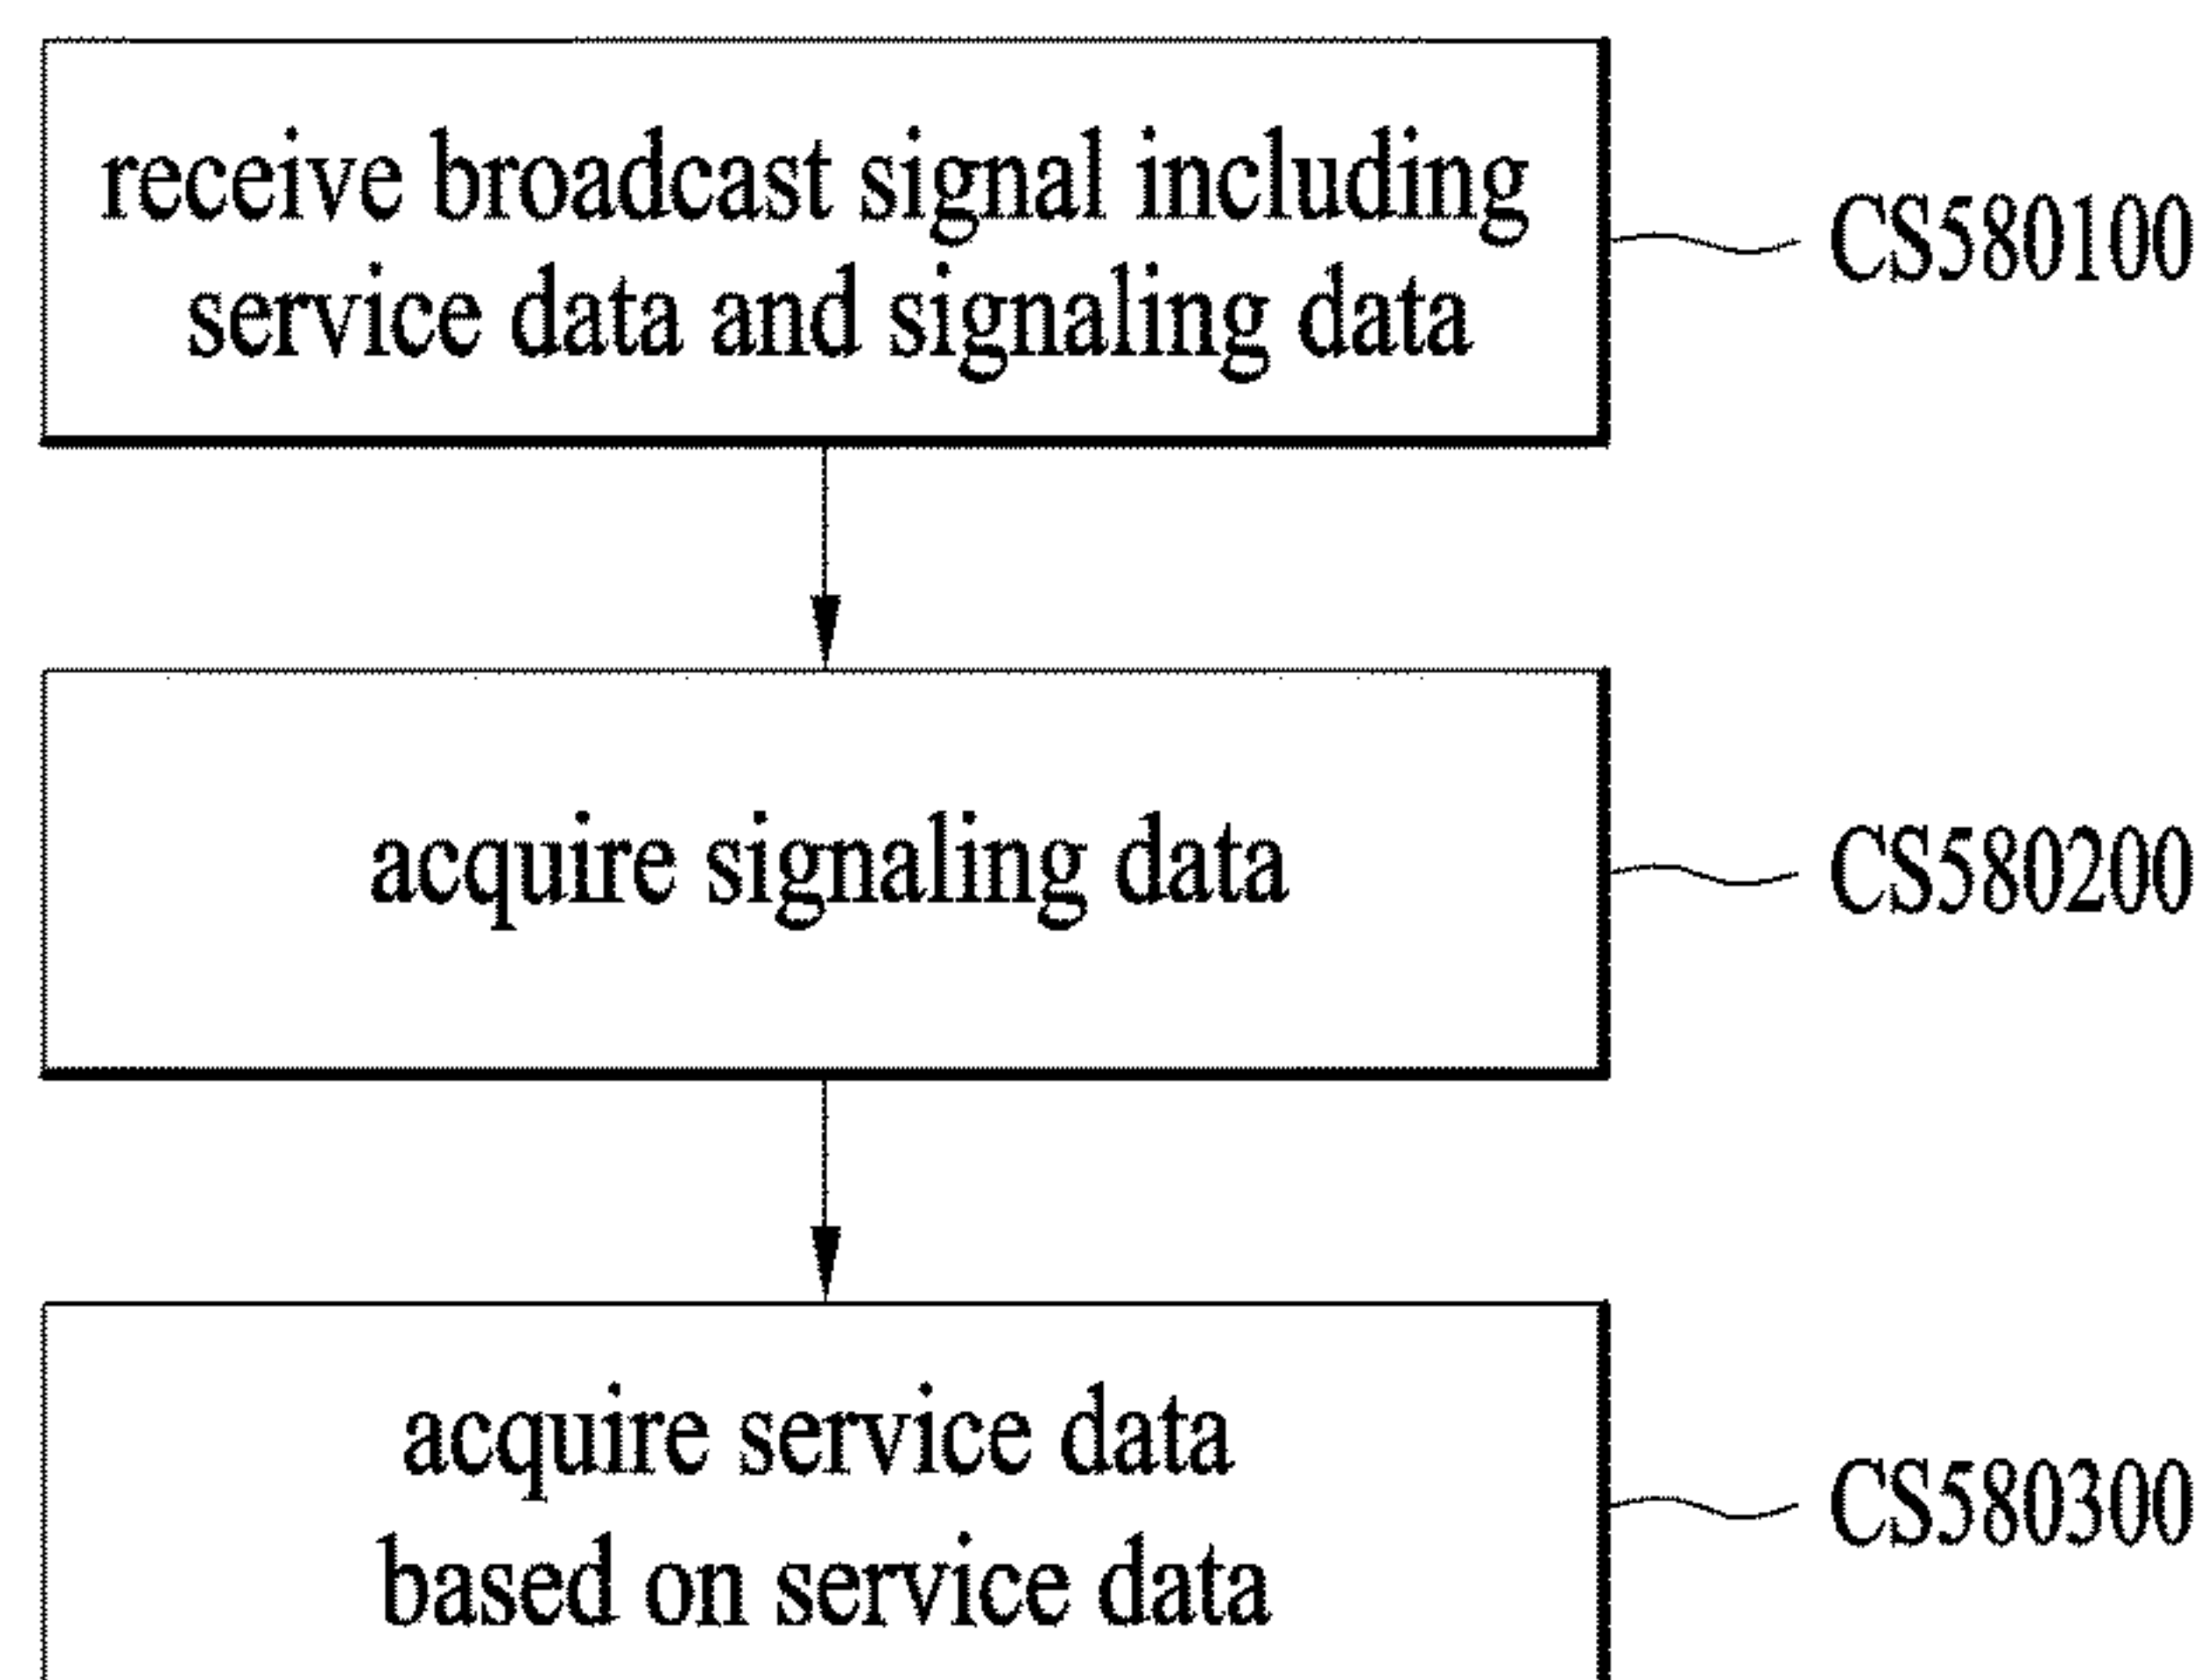 receive broadcast signal including
service data and signaling data
CS580100
acquire signaling data
CS580200
acquire service data
based on service data
CS580300